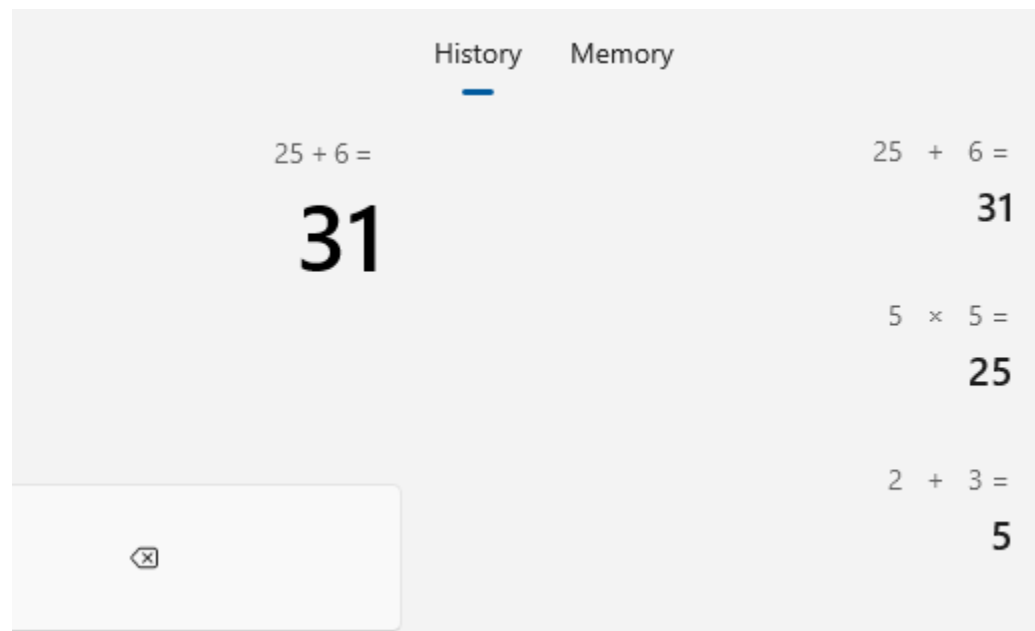 History Memory
25 + 6 =
31
25 + 6 =
31
5 × 5 =
25
2 + 3 =
5